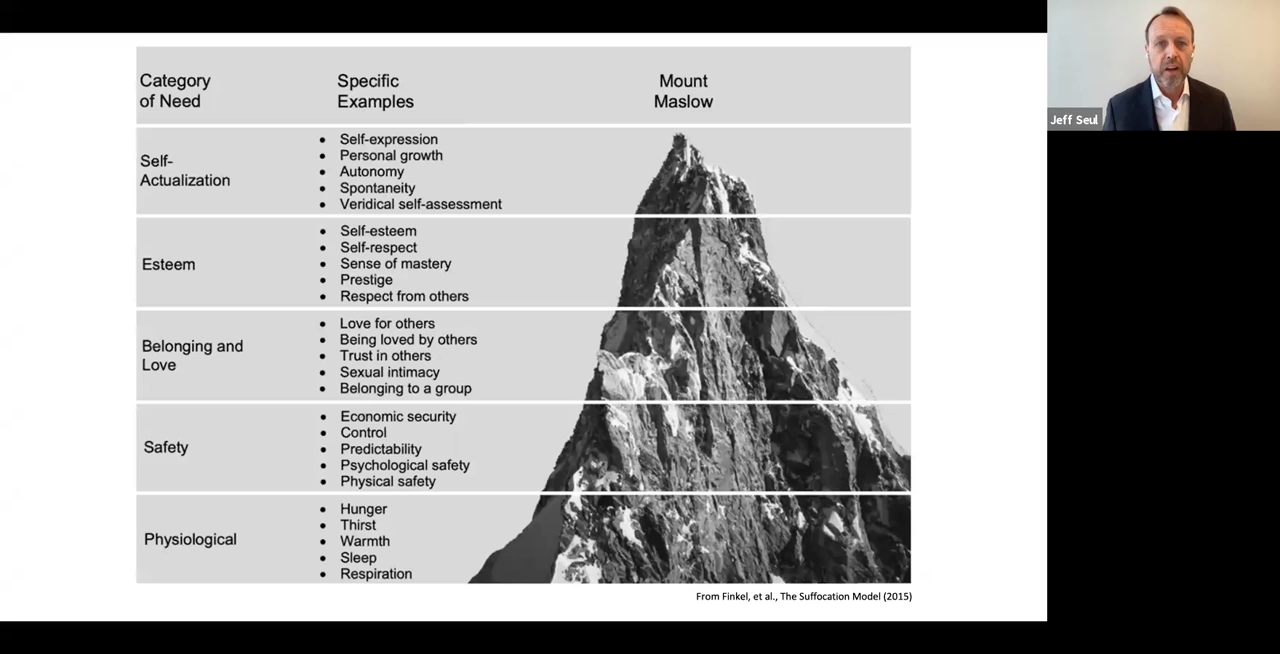 Category
of Need
Specific
Examples
Mount
Maslow
Self-
Actualization
• Self-expression
• Personal growth
• Autonomy
• Spontaneity
• Veridical self-assessment
Esteem
• Self-esteem
• Self-respect
• Sense of mastery
• Prestige
• Respect from others
Belonging and
Love
• Love for others
• Being loved by others
• Trust in others
• Sexual intimacy
• Belonging to a group
Safety
• Economic security
• Control
• Predictability
• Psychological safety
• Physical safety
Physiological
• Hunger
• Thirst
• Warmth
• Sleep
• Respiration
From Finkel, et al., The Suffocation Model (2015)
Jeff Seul